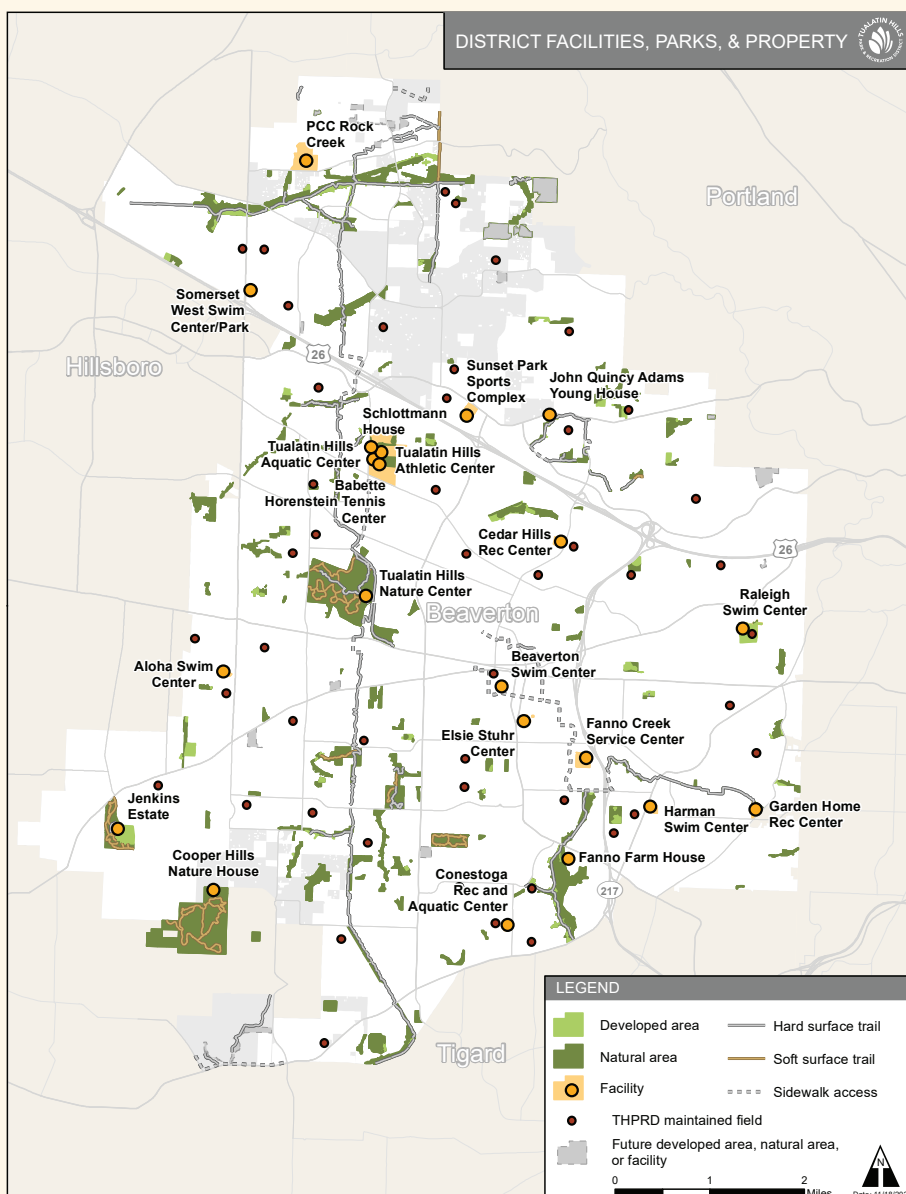 DISTRICT FACILITIES, PARKS, & PROPERTY
TUALATIN HILLS
PARK & RECREATION DISTRICT
PCC Rock
Creek
Portland
Somerset
West Swim
Center/Park
Hillsboro
26
Sunset Park
Sports
Complex
John Quincy Adams
Young House
Schlottmann
House
Tualatin Hills
Aquatic Center
Tualatin Hills
Athletic Center
Babette
Horenstein Tennis
Center
Cedar Hills
Rec Center
26
Tualatin Hills
Nature Center
Beaverton
Raleigh
Swim Center
Aloha Swim
Center
Beaverton
Swim Center
Elsie Stuhr
Center
Fanno Creek
Service Center
Jenkins
Estate
Harman
Swim Center
Garden Home
Rec Center
Cooper Hills
Nature House
Fanno Farm House
Conestoga
Rec and
Aquatic Center
217
Tigard
LEGEND
Developed area
Natural area
Facility
THPRD maintained field
Future developed area, natural area,
or facility
Hard surface trail
Soft surface trail
Sidewalk access
0 1 2
Miles
N